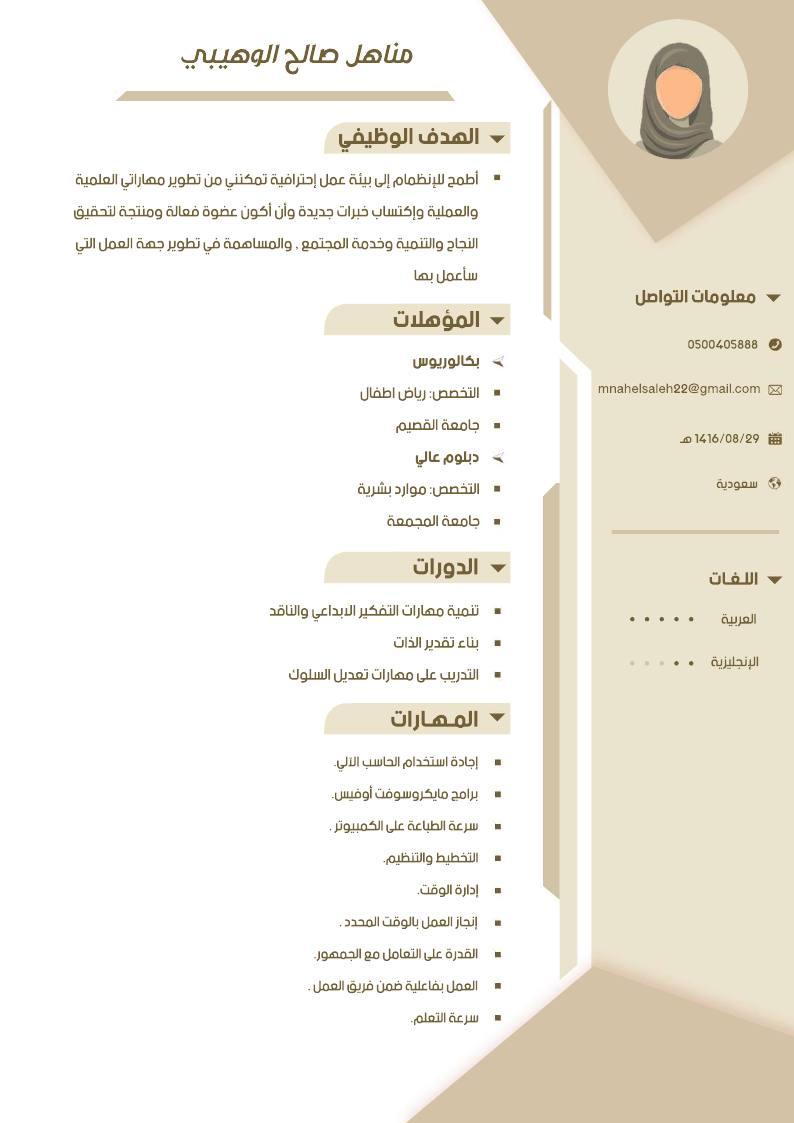 مناهل صالح الوهيبي
الهدف الوظيفي
أطمح للإنظمام إلى بيئة عمل إحترافية تمكنني من تطوير مهاراتي العلمية
والعملية وإكتساب خبرات جديدة وأن أكون عضوة فعالة ومنتجة لتحقيق
النجاح والتنمية وخدمة المجتمع , والمساهمة في تطوير جهة العمل التي
سأعمل بها
المؤهلات
بكالوريوس
التخصص: رياض اطفال
جامعة القصيم
دبلوم عالي
التخصص: موارد بشرية
جامعة المجمعة
الدورات
تنمية مهارات التفكير الابداعي والناقد
بناء تقدير الذات
التدريب على مهارات تعديل السلوك
المـهـارات
إجادة استخدام الحاسب الآلي.
برامج مايكروسوفت أوفيس.
سرعة الطباعة على الكمبيوتر .
التخطيط والتنظيم.
إدارة الوقت.
إنجاز العمل بالوقت المحدد .
القدرة على التعامل مع الجمهور.
العمل بفاعلية ضمن فريق العمل .
سرعة التعلم.
معلومات التواصل
0500405888
mnahelsaleh22@gmail.com
1416/08/29 هـ
سعودية
اللـغـات
العربية
الإنجليزية